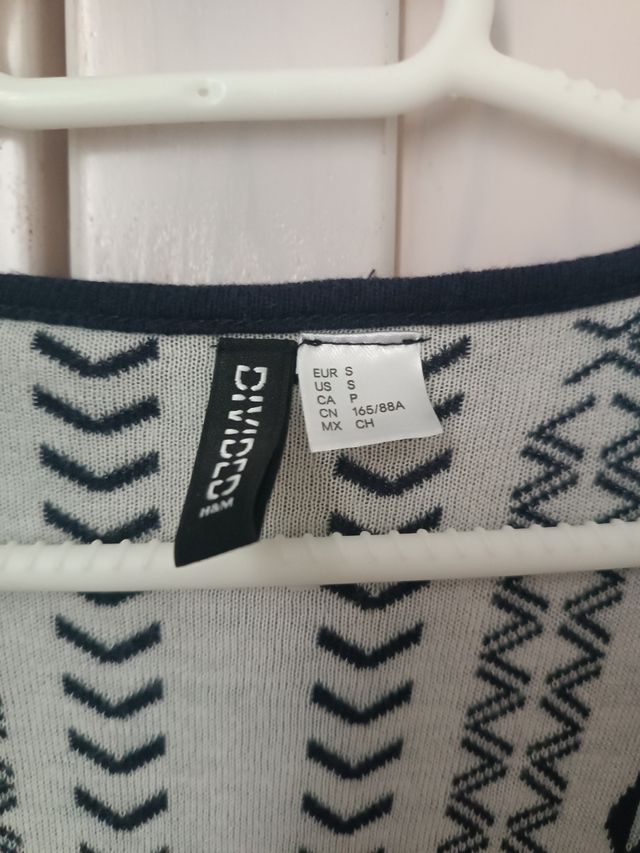 DIVIDED
H&M
EUR S
US S
CA P
CN 165/88A
MX CH